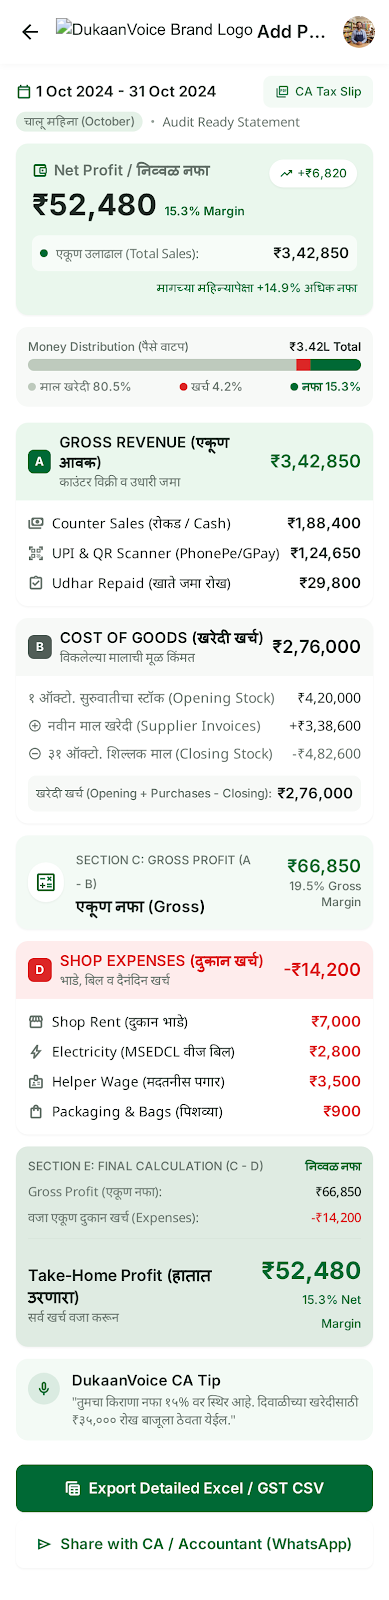 DukaanVoice Brand Logo Add P...
1 Oct 2024 - 31 Oct 2024
CA Tax Slip
चालू महिना (October) • Audit Ready Statement
Net Profit / निव्वळ नफा
+₹6,820
₹52,480 15.3% Margin
एकूण उलाढाल (Total Sales): ₹3,42,850
मागच्या महिन्यापेक्षा +14.9% अधिक नफा
Money Distribution (पैसे वाटप) ₹3.42L Total
माल खरेदी 80.5% खर्च 4.2% नफा 15.3%
A
GROSS REVENUE (एकूण
आवक)
₹3,42,850
काउंटर विक्री व उधारी जमा
Counter Sales (रोकड / Cash) ₹1,88,400
UPI & QR Scanner (PhonePe/GPay) ₹1,24,650
Udhar Repaid (खाते जमा रोख) ₹29,800
B
COST OF GOODS (खरेदी खर्च) ₹2,76,000
विकलेल्या मालाची मूळ किंमत
१ ऑक्टो. सुरुवातीचा स्टॉक (Opening Stock) ₹4,20,000
नवीन माल खरेदी (Supplier Invoices) +₹3,38,600
३१ ऑक्टो. शिल्लक माल (Closing Stock) -₹4,82,600
खरेदी खर्च (Opening + Purchases - Closing): ₹2,76,000
SECTION C: GROSS PROFIT (A
- B)
एकूण नफा (Gross)
₹66,850
19.5% Gross
Margin
D
SHOP EXPENSES (दुकान खर्च) -₹14,200
भाडे, बिल व दैनंदिन खर्च
Shop Rent (दुकान भाडे) ₹7,000
Electricity (MSEDCL वीज बिल) ₹2,800
Helper Wage (मदतनीस पगार) ₹3,500
Packaging & Bags (पिशव्या) ₹900
SECTION E: FINAL CALCULATION (C - D) निव्वळ नफा
Gross Profit (एकूण नफा): ₹66,850
वजा एकूण दुकान खर्च (Expenses): -₹14,200
Take-Home Profit (हातात
उरणारा)
सर्व खर्च वजा करून
₹52,480
15.3% Net
Margin
DukaanVoice CA Tip
"तुमचा किराणा नफा १५% वर स्थिर आहे. दिवाळीच्या खरेदीसाठी
₹३५,००० रोख बाजूला ठेवता येईल."
Export Detailed Excel / GST CSV
Share with CA / Accountant (WhatsApp)